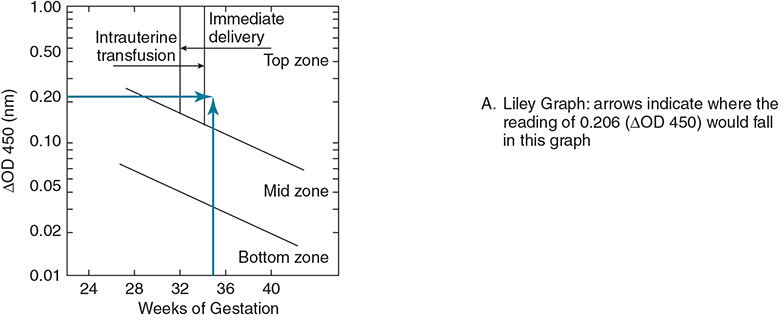 1.00
0.50
0.20
0.10
0.05
0.02
0.01
ΔOD 450 (nm)
Intrauterine
transfusion
Immediate
delivery
Top zone
Mid zone
Bottom zone
24 28 32 36 40
Weeks of Gestation
A. Liley Graph: arrows indicate where the
reading of 0.206 (ΔOD 450) would fall
in this graph